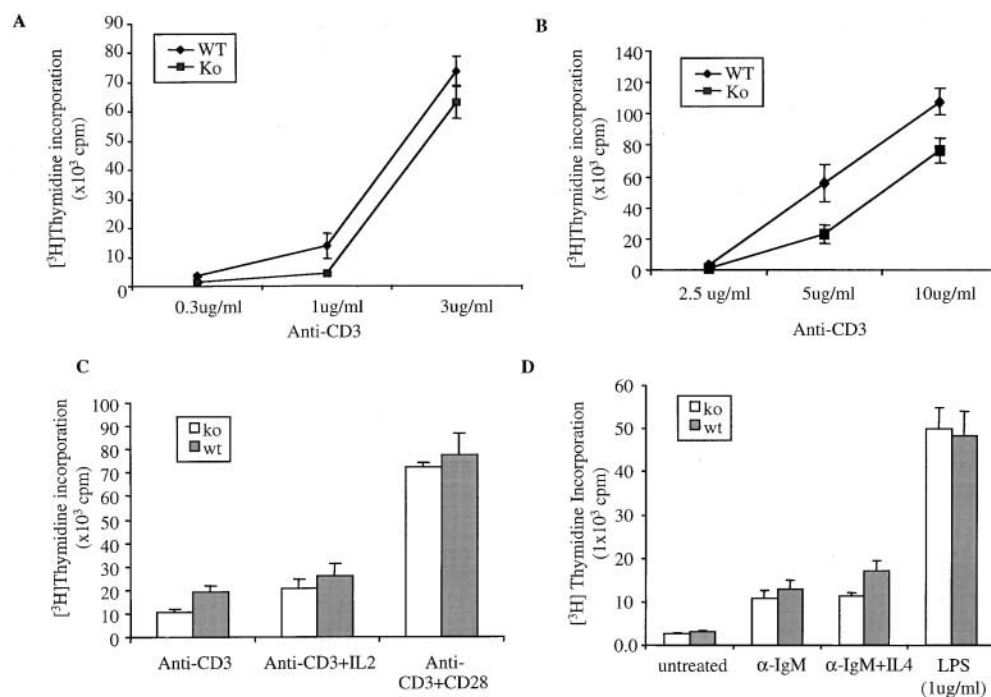 A
[³H]Thymidine incorporation
(x10³ cpm)
90
80
70
60
50
40
30
20
10
0
WT
Ko
0.3ug/ml 1ug/ml 3ug/ml
Anti-CD3
B
[³H]Thymidine incorporation
(x10³ cpm)
140
120
100
80
60
40
20
0
WT
Ko
2.5 ug/ml 5ug/ml 10ug/ml
Anti-CD3
C
[³H]Thymidine incorporation
(x10³ cpm)
100
90
80
70
60
50
40
30
20
10
0
ko
wt
Anti-CD3 Anti-CD3+IL2 Anti-
CD3+CD28
D
[³H] Thymidine Incorporation
(1x10³ cpm)
60
50
40
30
20
10
0.0
ko
wt
untreated α-IgM α-IgM+IL4 LPS
(1ug/ml)